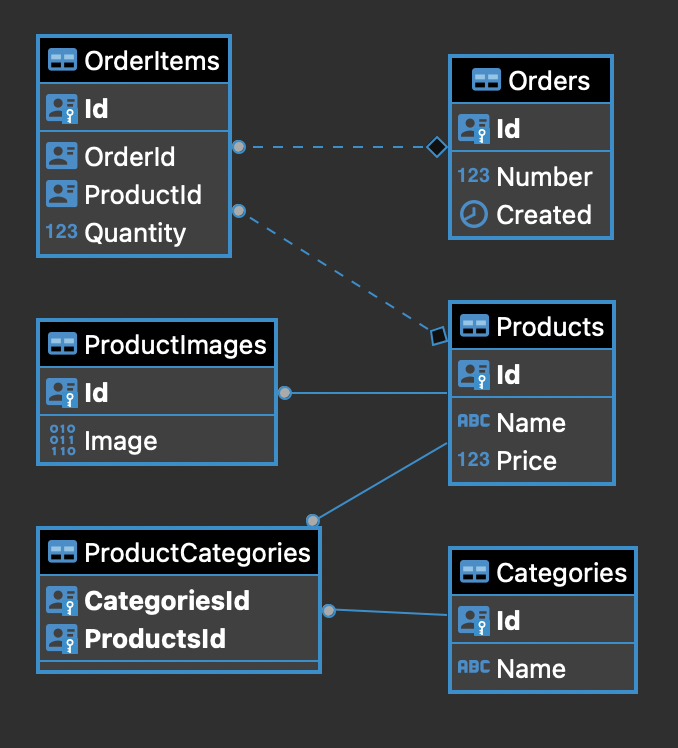 OrderItems
Id
OrderId
ProductId
123 Quantity
Orders
Id
123 Number
Created
ProductImages
Id
010
011
110
Image
Products
Id
ABC Name
123 Price
ProductCategories
CategoriesId
ProductsId
Categories
Id
ABC Name